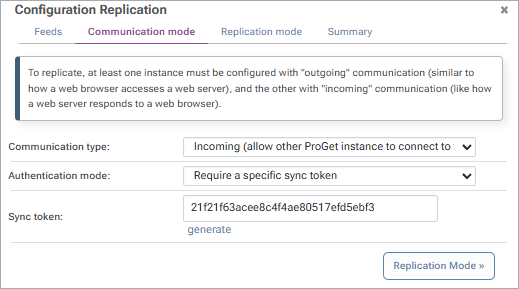 Configuration Replication ×
Feeds Communication mode Replication mode Summary
To replicate, at least one instance must be configured with "outgoing" communication (similar to
how a web browser accesses a web server), and the other with "incoming" communication (like how
a web server responds to a web browser).
Communication type: Incoming (allow other ProGet instance to connect to
Authentication mode: Require a specific sync token
Sync token: 21f21f63acee8c4f4ae80517efd5ebf3
generate
Replication Mode »